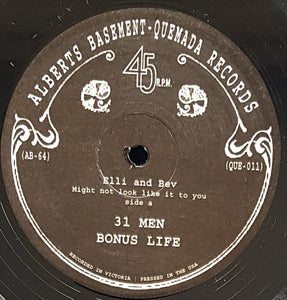 ALBERTS BASEMENT-QUEMADA RECORDS
45 R.P.M.
(AB-64)
(QUE-011)
Elli and Bev
Might not look like it to you
side a
31 MEN
BONUS LIFE
RECORDED IN VICTORIA | PRESSED IN THE USA